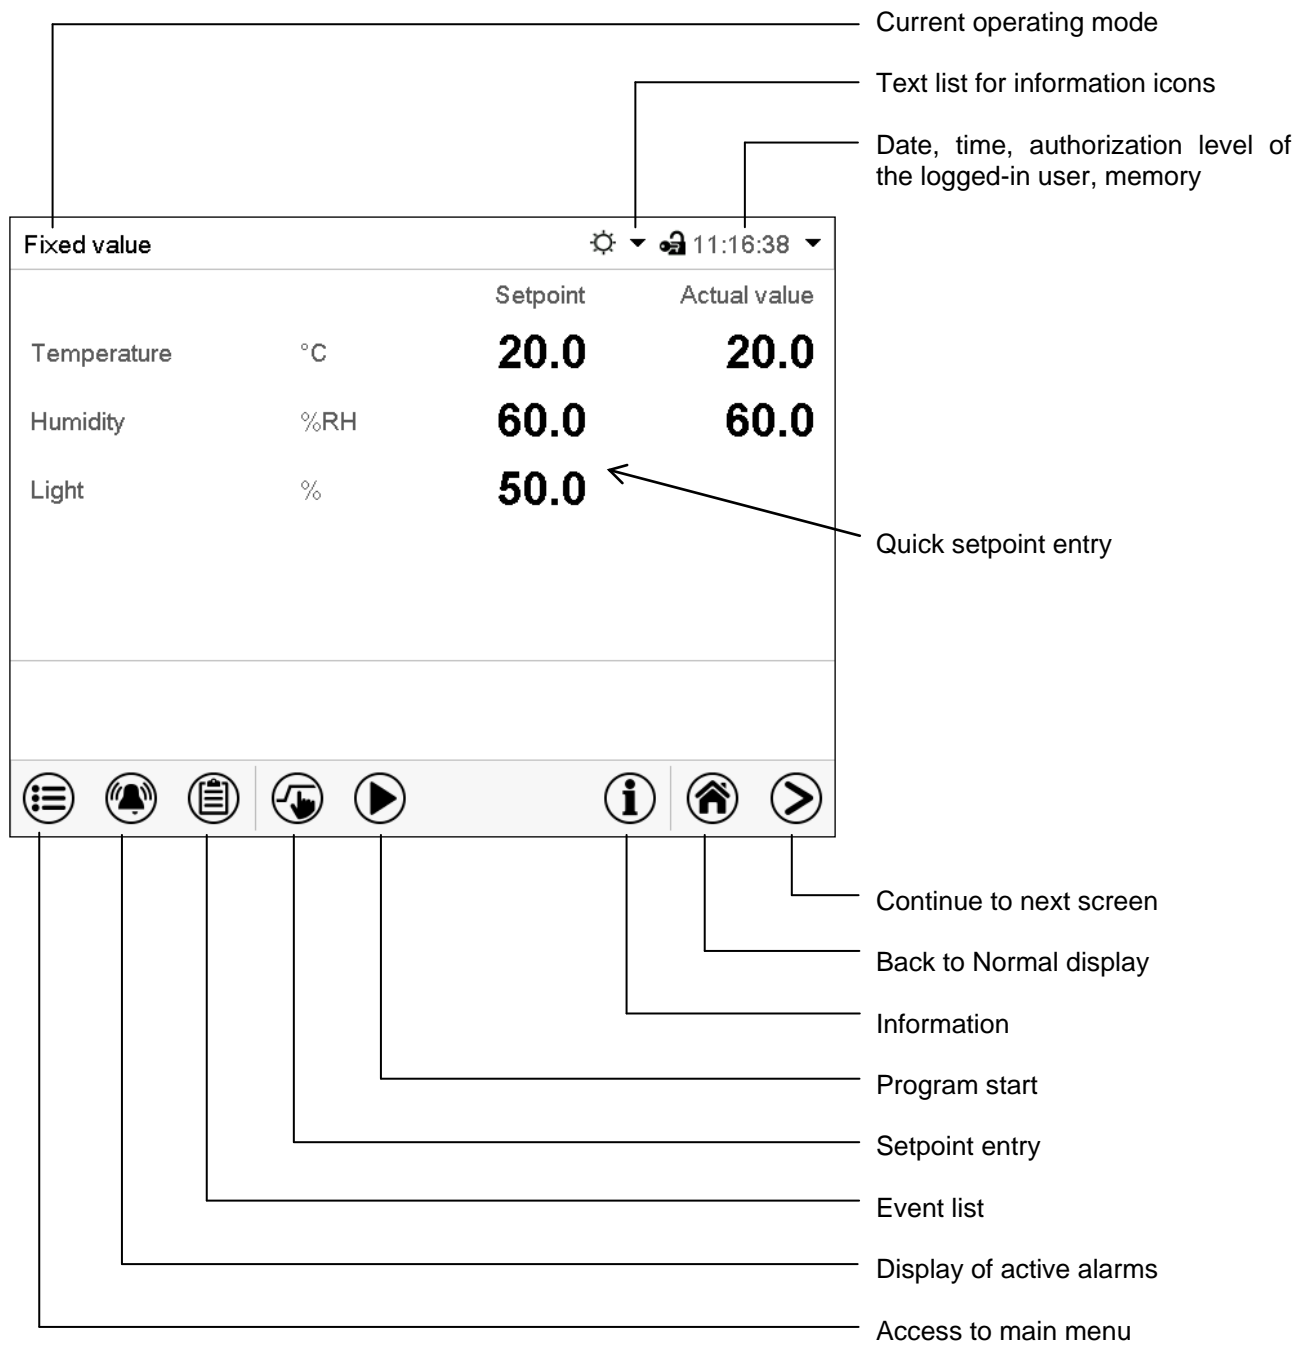 Current operating mode
Text list for information icons
Date, time, authorization level of
the logged-in user, memory
Fixed value 11:16:38
Setpoint Actual value
Temperature °C 20.0 20.0
Humidity %RH 60.0 60.0
Light % 50.0
Quick setpoint entry
Continue to next screen
Back to Normal display
Information
Program start
Setpoint entry
Event list
Display of active alarms
Access to main menu